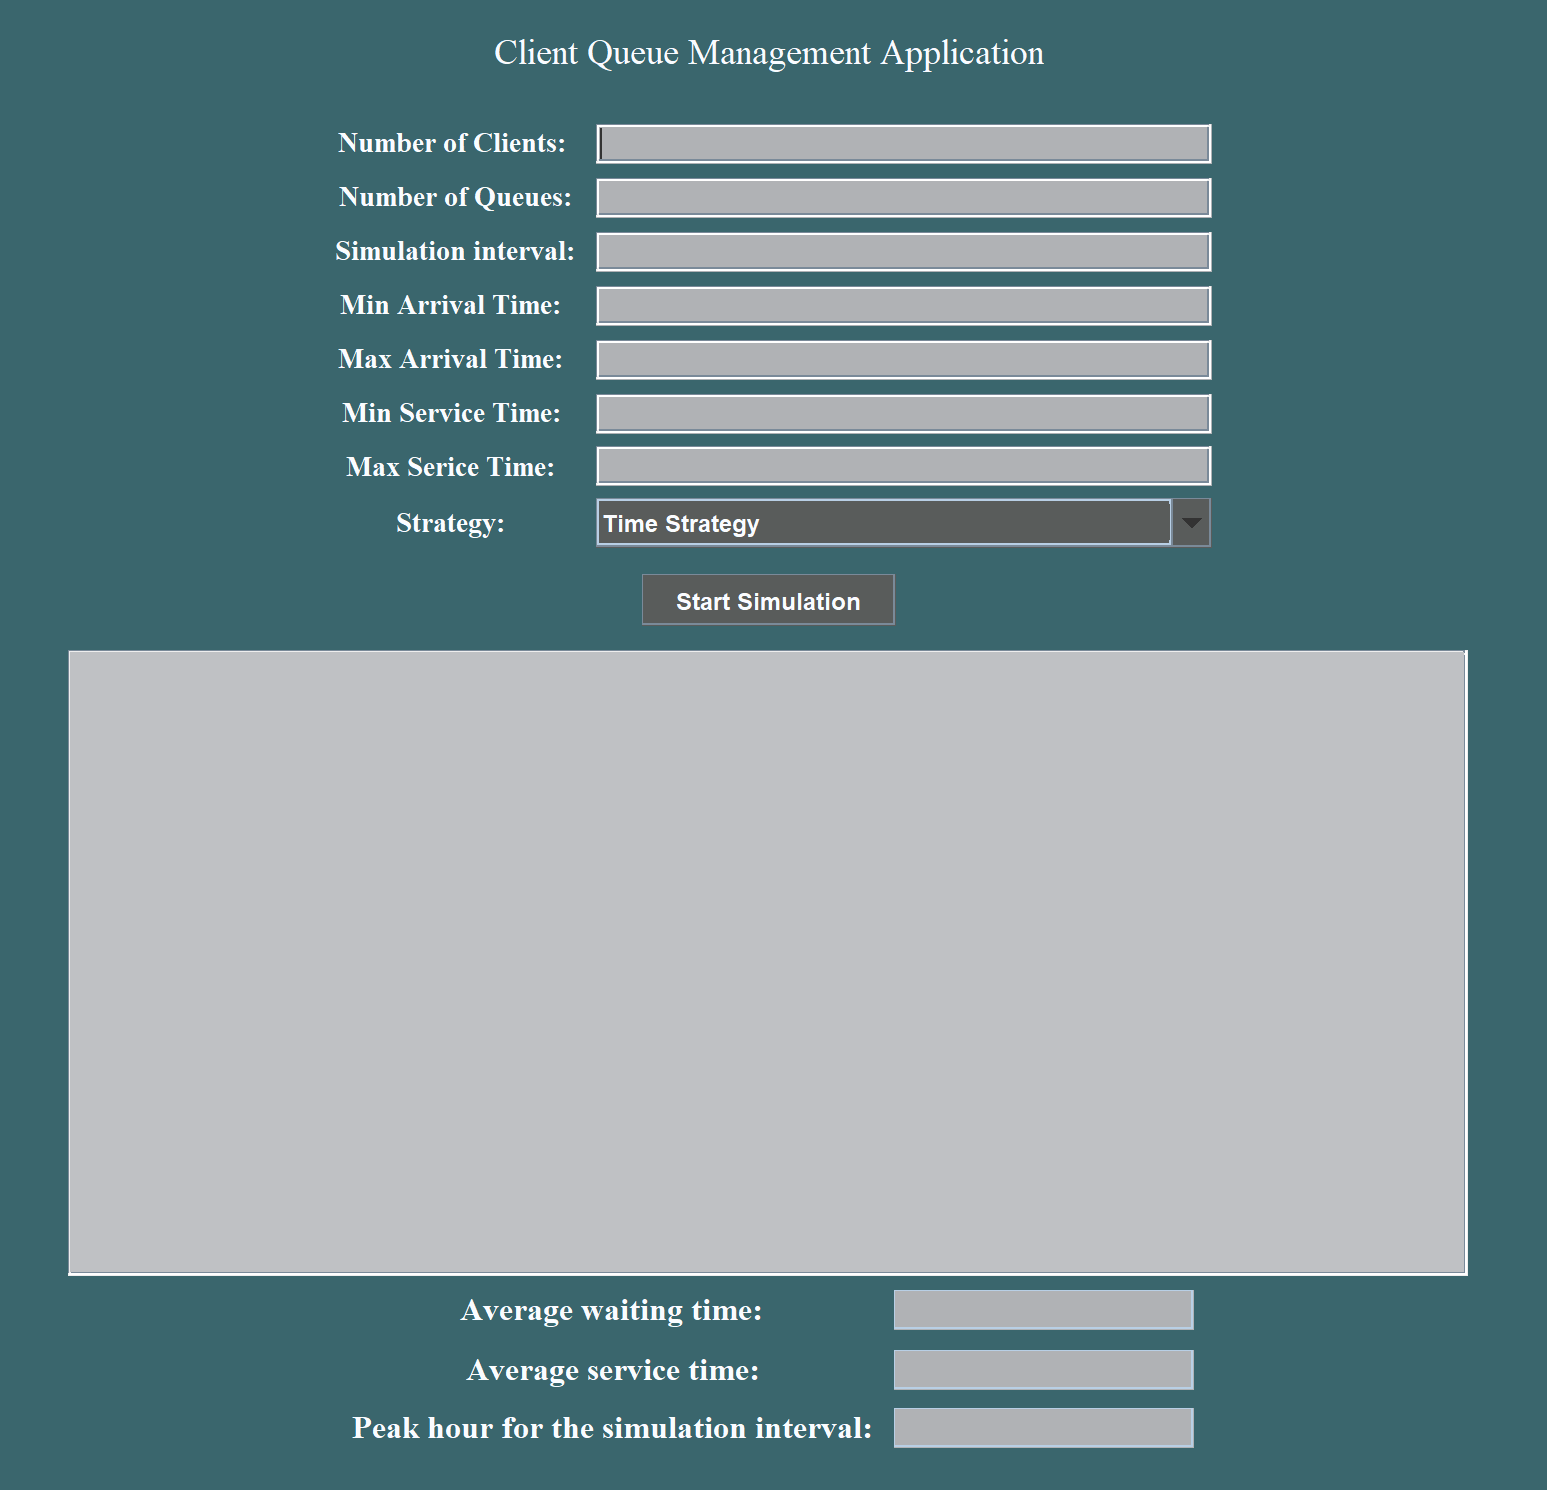 Client Queue Management Application
Number of Clients:
Number of Queues:
Simulation interval:
Min Arrival Time:
Max Arrival Time:
Min Service Time:
Max Serice Time:
Strategy: Time Strategy
Start Simulation
Average waiting time:
Average service time:
Peak hour for the simulation interval: